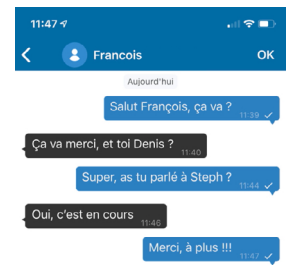 11:47
Francois
OK
Aujourd'hui
Salut François, ça va ?
11:39
Ça va merci, et toi Denis ?
11:40
Super, as tu parlé à Steph ?
11:44
Oui, c'est en cours
11:46
Merci, à plus !!!
11:47